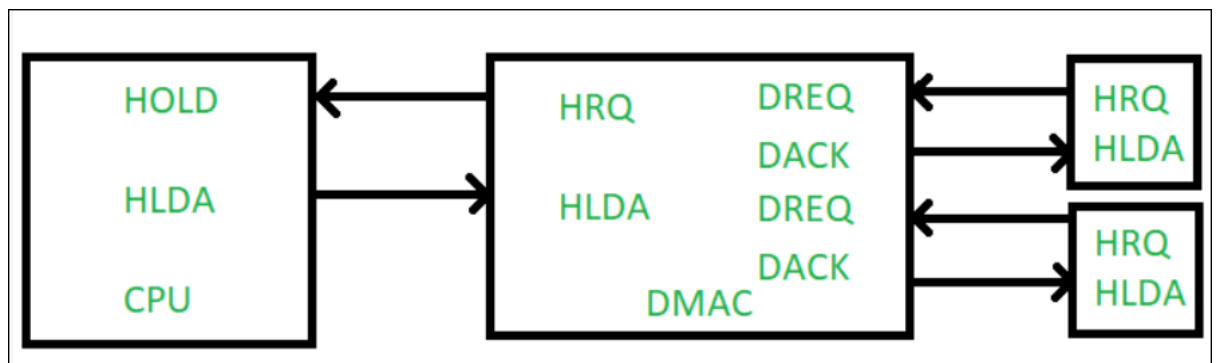 HOLD
HLDA
CPU
HRQ
HLDA
DREQ
DACK
DREQ
DACK
DMAC
HRQ
HLDA
HRQ
HLDA